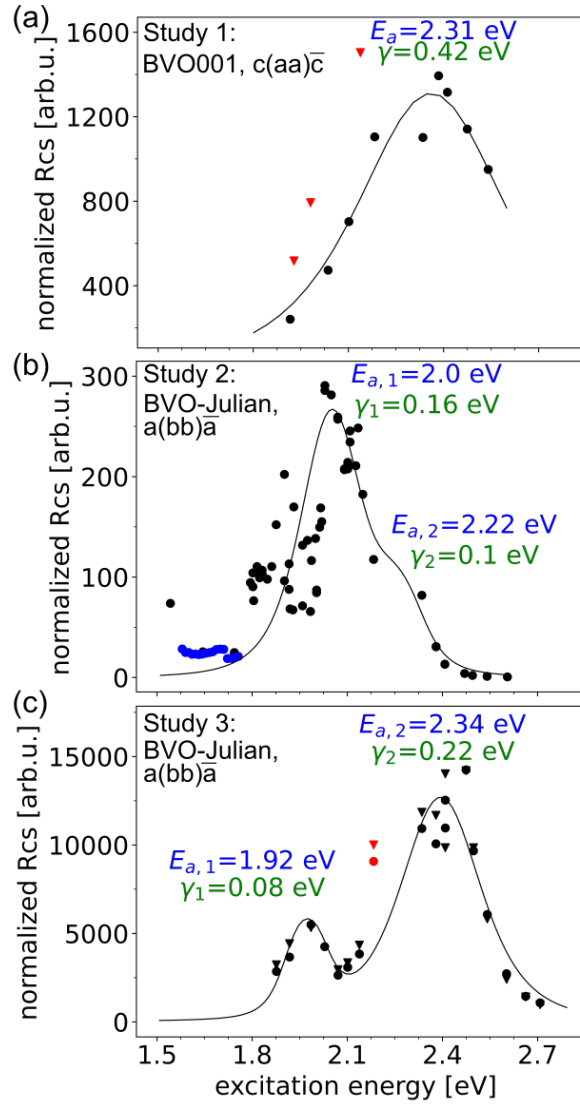 (a)
Study 1:
BVO001, c(aa)c̅
Eₐ=2.31 eV
γ=0.42 eV
normalized Rcs [arb.u.]
1600
1200
800
400
(b)
Study 2:
BVO-Julian,
a(bb)a̅
Eₐ,₁=2.0 eV
γ₁=0.16 eV
Eₐ,₂=2.22 eV
γ₂=0.1 eV
normalized Rcs [arb.u.]
300
200
100
0
(c)
Study 3:
BVO-Julian,
a(bb)a̅
Eₐ,₂=2.34 eV
γ₂=0.22 eV
Eₐ,₁=1.92 eV
γ₁=0.08 eV
normalized Rcs [arb.u.]
15000
10000
5000
0
1.5 1.8 2.1 2.4 2.7
excitation energy [eV]